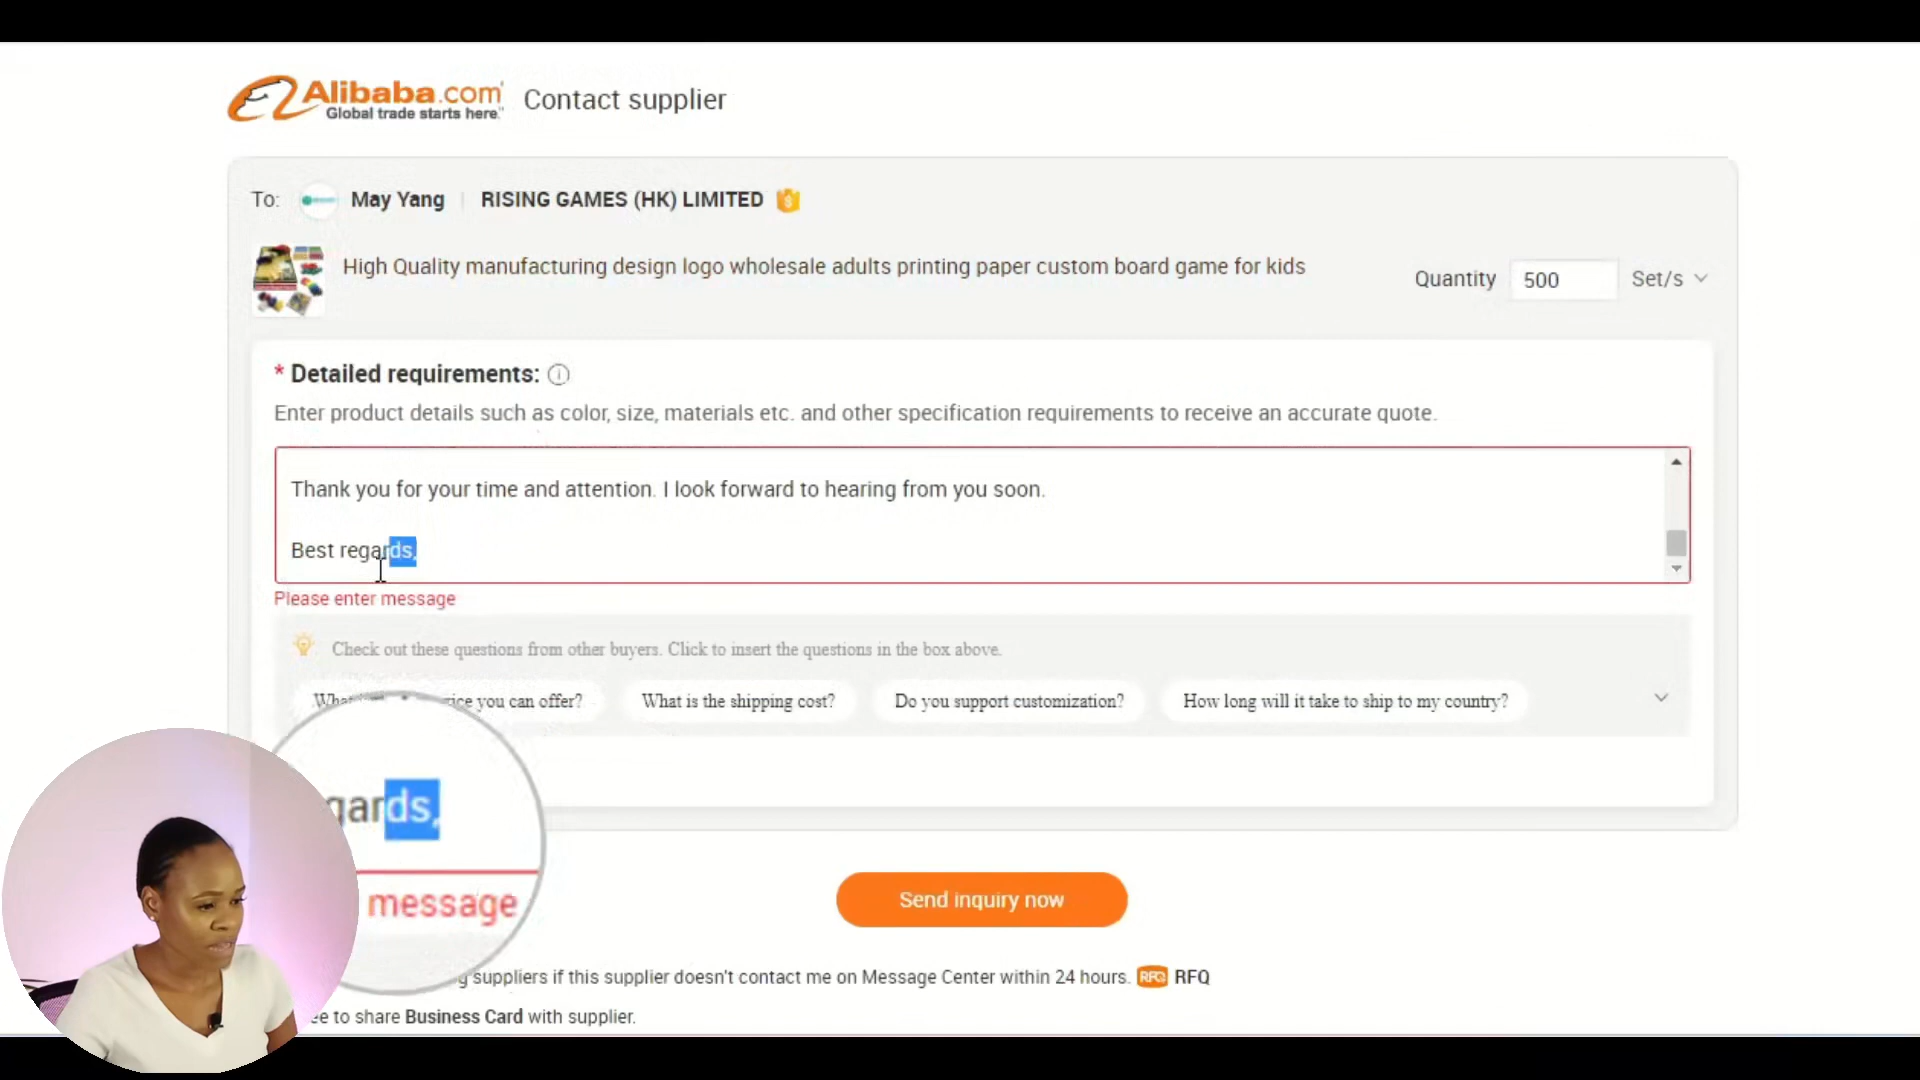 Alibaba.com
Global trade starts here.
Contact supplier
To: May Yang | RISING GAMES (HK) LIMITED
High Quality manufacturing design logo wholesale adults printing paper custom board game for kids
Quantity 500 Set/s
* Detailed requirements:
Enter product details such as color, size, materials etc. and other specification requirements to receive an accurate quote.
Thank you for your time and attention. I look forward to hearing from you soon.
Best regards,
Please enter message
Check out these questions from other buyers. Click to insert the questions in the box above.
you can offer? What is the shipping cost? Do you support customization? How long will it take to ship to my country?
gards,
message
Send inquiry now
suppliers if this supplier doesn't contact me on Message Center within 24 hours. RFQ RFQ
to share Business Card with supplier.